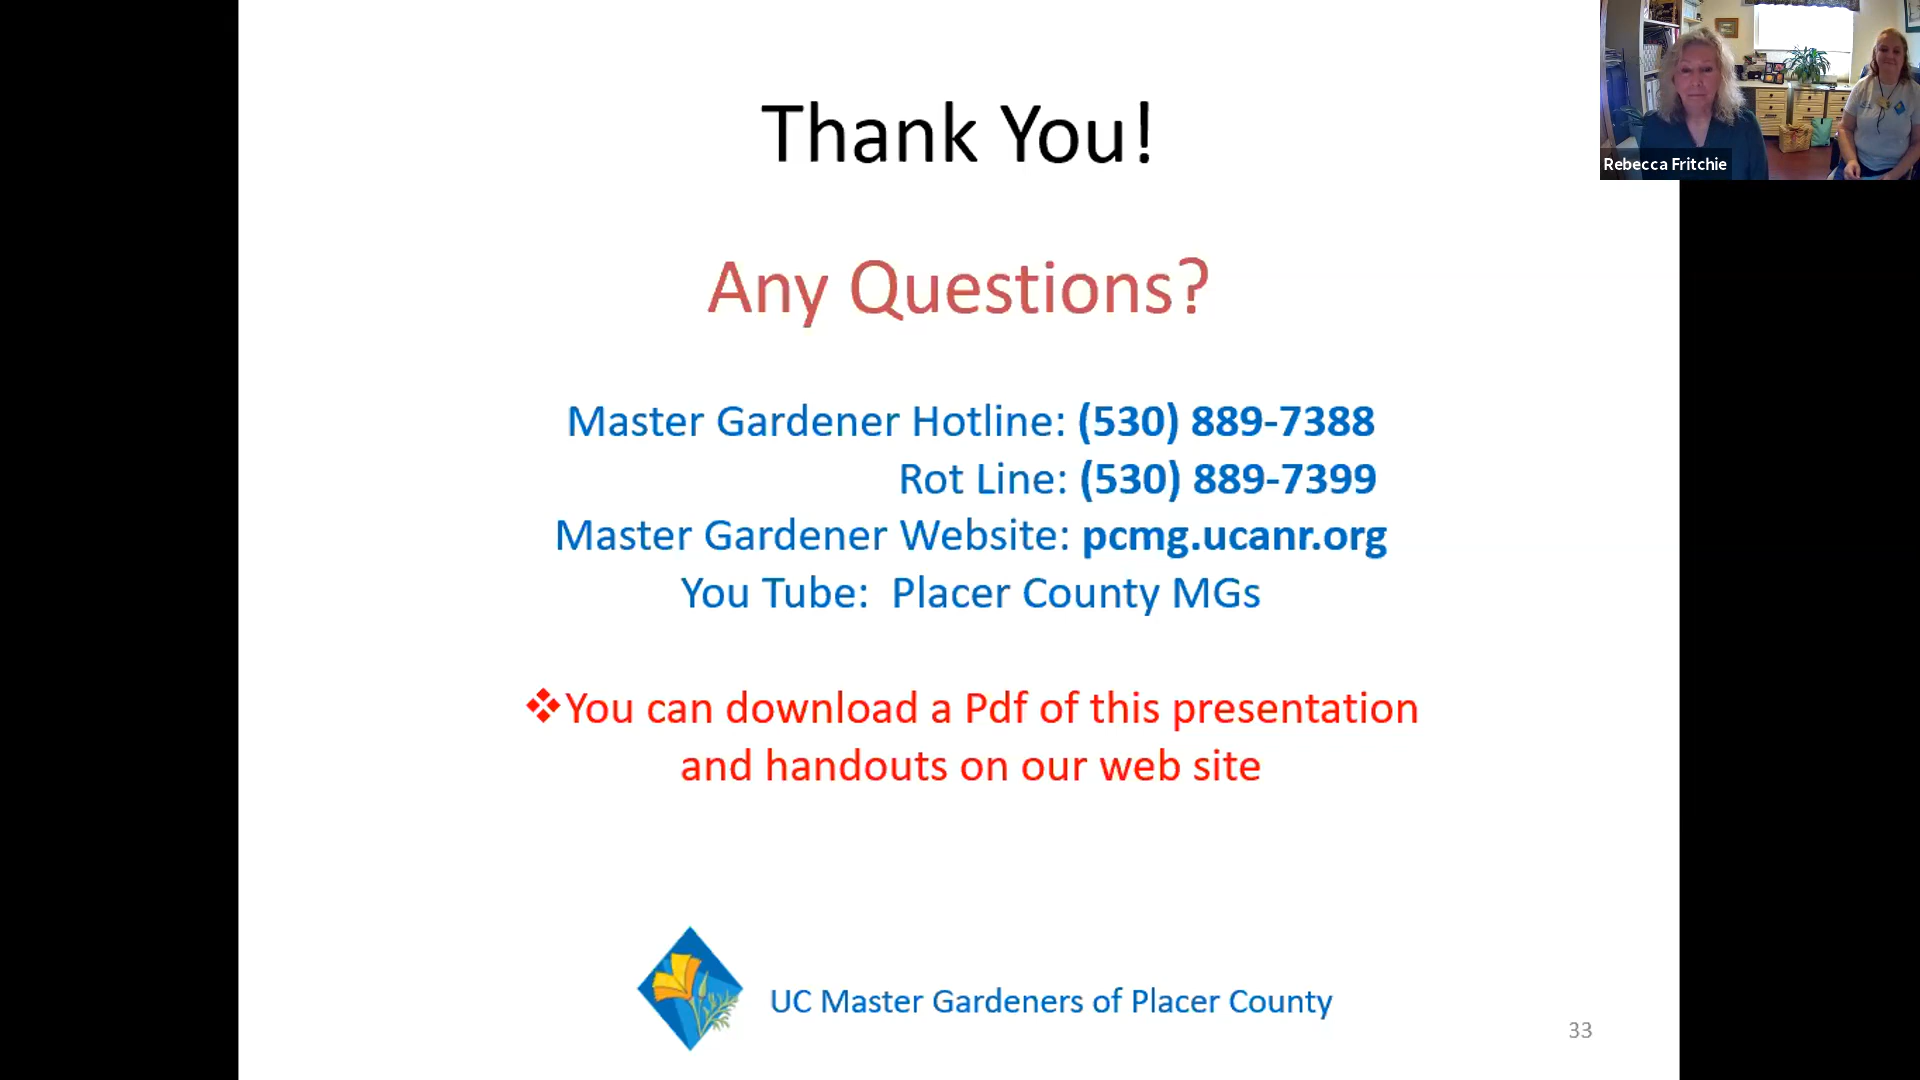 Thank You!
Any Questions?
Master Gardener Hotline: (530) 889-7388
Rot Line: (530) 889-7399
Master Gardener Website: pcmg.ucanr.org
You Tube:  Placer County MGs
❖You can download a Pdf of this presentation
and handouts on our web site
UC Master Gardeners of Placer County
33
Rebecca Fritchie